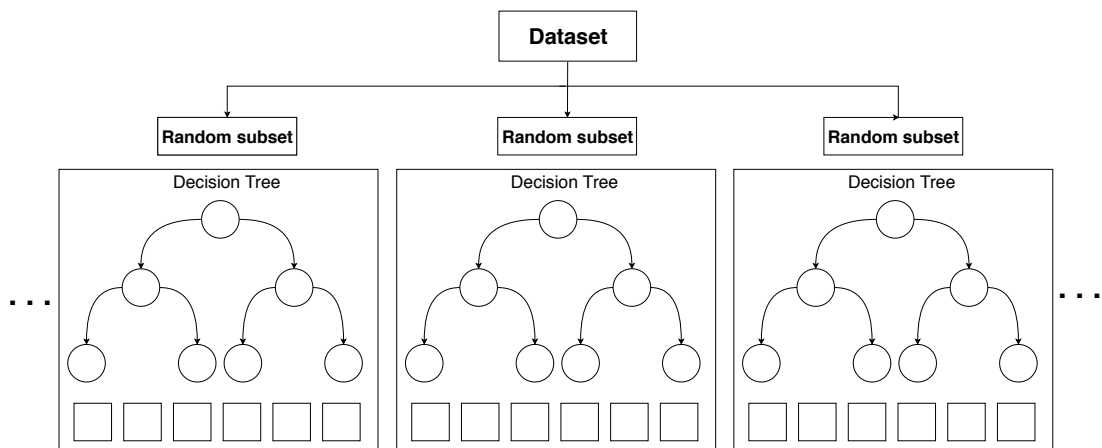 Dataset
Random subset
Random subset
Random subset
Decision Tree
Decision Tree
Decision Tree
. . .
. . .